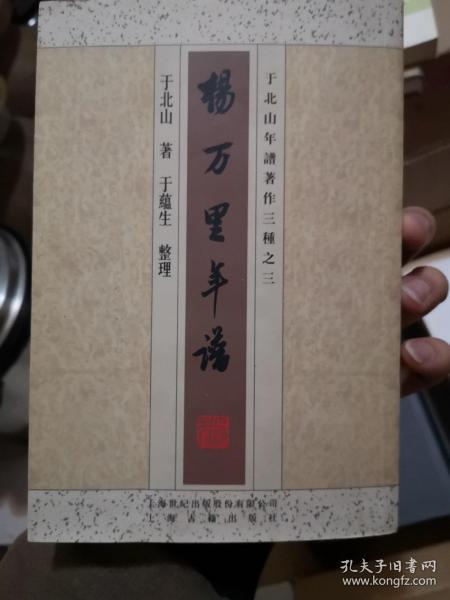 于北山年譜著作三種之三
楊万里年譜
于北山 著 于蘊生 整理
上海世纪出版股份有限公司
上海古籍出版社
孔夫子旧书网
www.kongfz.com